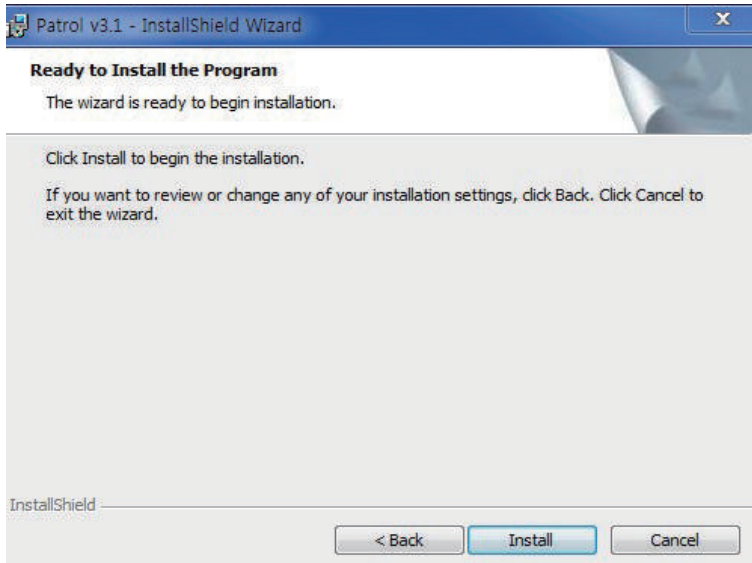 Patrol v3.1 - InstallShield Wizard
Ready to Install the Program
The wizard is ready to begin installation.
Click Install to begin the installation.
If you want to review or change any of your installation settings, click Back. Click Cancel to
exit the wizard.
InstallShield
< Back
Install
Cancel